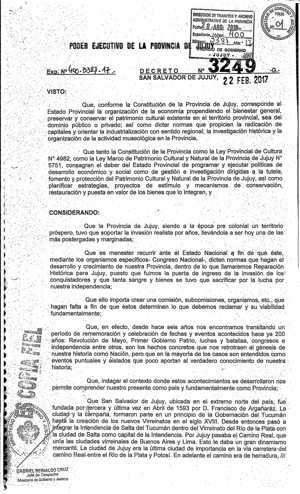 DIRECCION DE TRAMITES Y ARCHIVO
ADMINISTRATIVO DE LA PROVINCIA
400
PODER EJECUTIVO DE LA PROVINCIA DE JUJUY
EXP. Nº 400-3387-17.-
DECRETO Nº 3249 -G.-
SAN SALVADOR DE JUJUY, 22 FEB. 2017
VISTO:
Que, conforme la Constitución de la Provincia de Jujuy, corresponde al
Estado Provincial la organización de la economía propendiendo el bienestar general,
preservar y conservar el patrimonio cultural existente en el territorio provincial, sea del
dominio público o privado; así como dictar normas que propicien la radicación de
capitales y orientar la industrialización con sentido regional; la investigación histórica y la
organización de la actividad museológica en la Provincia,
Que tanto la Constitución de la Provincia como la Ley Provincial de Cultura
Nº 4982, como la Ley Marco de Patrimonio Cultural y Natural de la Provincia de Jujuy Nº
5751, consagran el deber del Estado Provincial de programar y ejecutar políticas de
desarrollo económico y social como de gestión e investigación dirigidas a la tutela,
fomento y protección del Patrimonio Cultural y Natural de la Provincia de Jujuy, así como
planificar estrategias, proyectos de estímulo y mecanismos de conservación,
restauración y puesta en valor de los bienes que lo integran, y
CONSIDERANDO:
Que la Provincia de Jujuy, siendo a la época pre colonial un territorio
próspero, tuvo que soportar la invasión realista por años, llevándola a ser hoy una de las
más postergadas y marginadas;
Que es menester recurrir ante el Estado Nacional a fin de que éste,
mediante los organismos específicos- Congreso Nacional-, dicten normas que hagan el
desarrollo y crecimiento de nuestra Provincia, dentro de lo que llamaremos Reparación
Histórica para Jujuy, puesto que fuimos la puerta de ingreso de la invasión de los
conquistadores y que tanta sangre y bienes se tuvo que sacrificar por la lucha por
nuestra independencia;
Que ello importa crear una comisión, subcomisiones, organismos, etc., que
hagan falta a fin de que estos determinen lo que debemos reclamar y su viabilidad
fundamentalmente;
Que, en efecto, desde hace seis años nos encontramos transitando un
período de rememoración y celebración de fechas y eventos acontecidos hace ya 200
años: Revolución de Mayo, Primer Gobierno Patrio, luchas y batallas, congresos e
independencia entre otros, son los hechos concretos que nos retrotraen al génesis de
nuestra historia como Nación, pero que en la mayoría de los casos son entendidos como
eventos puntuales y aislados que poco aportan al verdadero conocimiento de nuestra
historia;
Que, indagar el contexto donde estos acontecimientos se desarrollaron nos
permite comprender nuestro presente como país y fundamentalmente como Provincia;
Que San Salvador de Jujuy, ubicada en el extremo norte del país, fue
fundada por tercera y última vez en Abril de 1593 por D. Francisco de Argañaráz. La
ciudad y la campaña, formaron parte en un principio de la Gobernación del Tucumán
hasta la creación de los nuevos Virreinatos en el siglo XVIII. Desde entonces pasó a
integrar la Intendencia de Salta del Tucumán dentro del Virreinato del Río de la Plata con
la ciudad de Salta como capital de la Intendencia. Por Jujuy pasaba el Camino Real, que
unía las ciudades virreinales de Buenos Aires y Lima. Esto le daba un gran dinamismo
mercantil. La ciudad de Jujuy era la última ciudad de importancia en la vía carretera del
camino Real entre el Río de la Plata y Potosí. En adelante el camino era de herradura, ///
ES COPIA FIEL
GABRIEL REINALDO CRUZ
Jefe de Despacho
Ministerio de Gobierno y Justicia